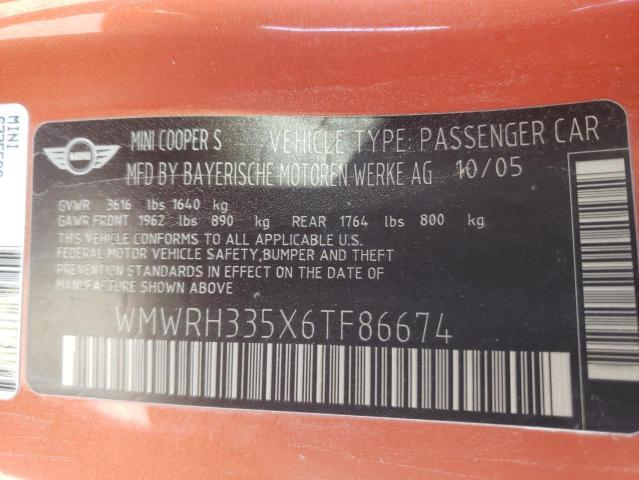 MINI
MINI
MINI COOPER S VEHICLE TYPE: PASSENGER CAR
MFD BY BAYERISCHE MOTOREN WERKE AG 10/05
GVWR 3616 lbs 1640 kg
GAWR FRONT 1962 lbs 890 kg REAR 1764 lbs 800 kg
THIS VEHICLE CONFORMS TO ALL APPLICABLE U.S.
FEDERAL MOTOR VEHICLE SAFETY,BUMPER AND THEFT
PREVENTION STANDARDS IN EFFECT ON THE DATE OF
MANUFACTURE SHOWN ABOVE
WMWRH335X6TF86674